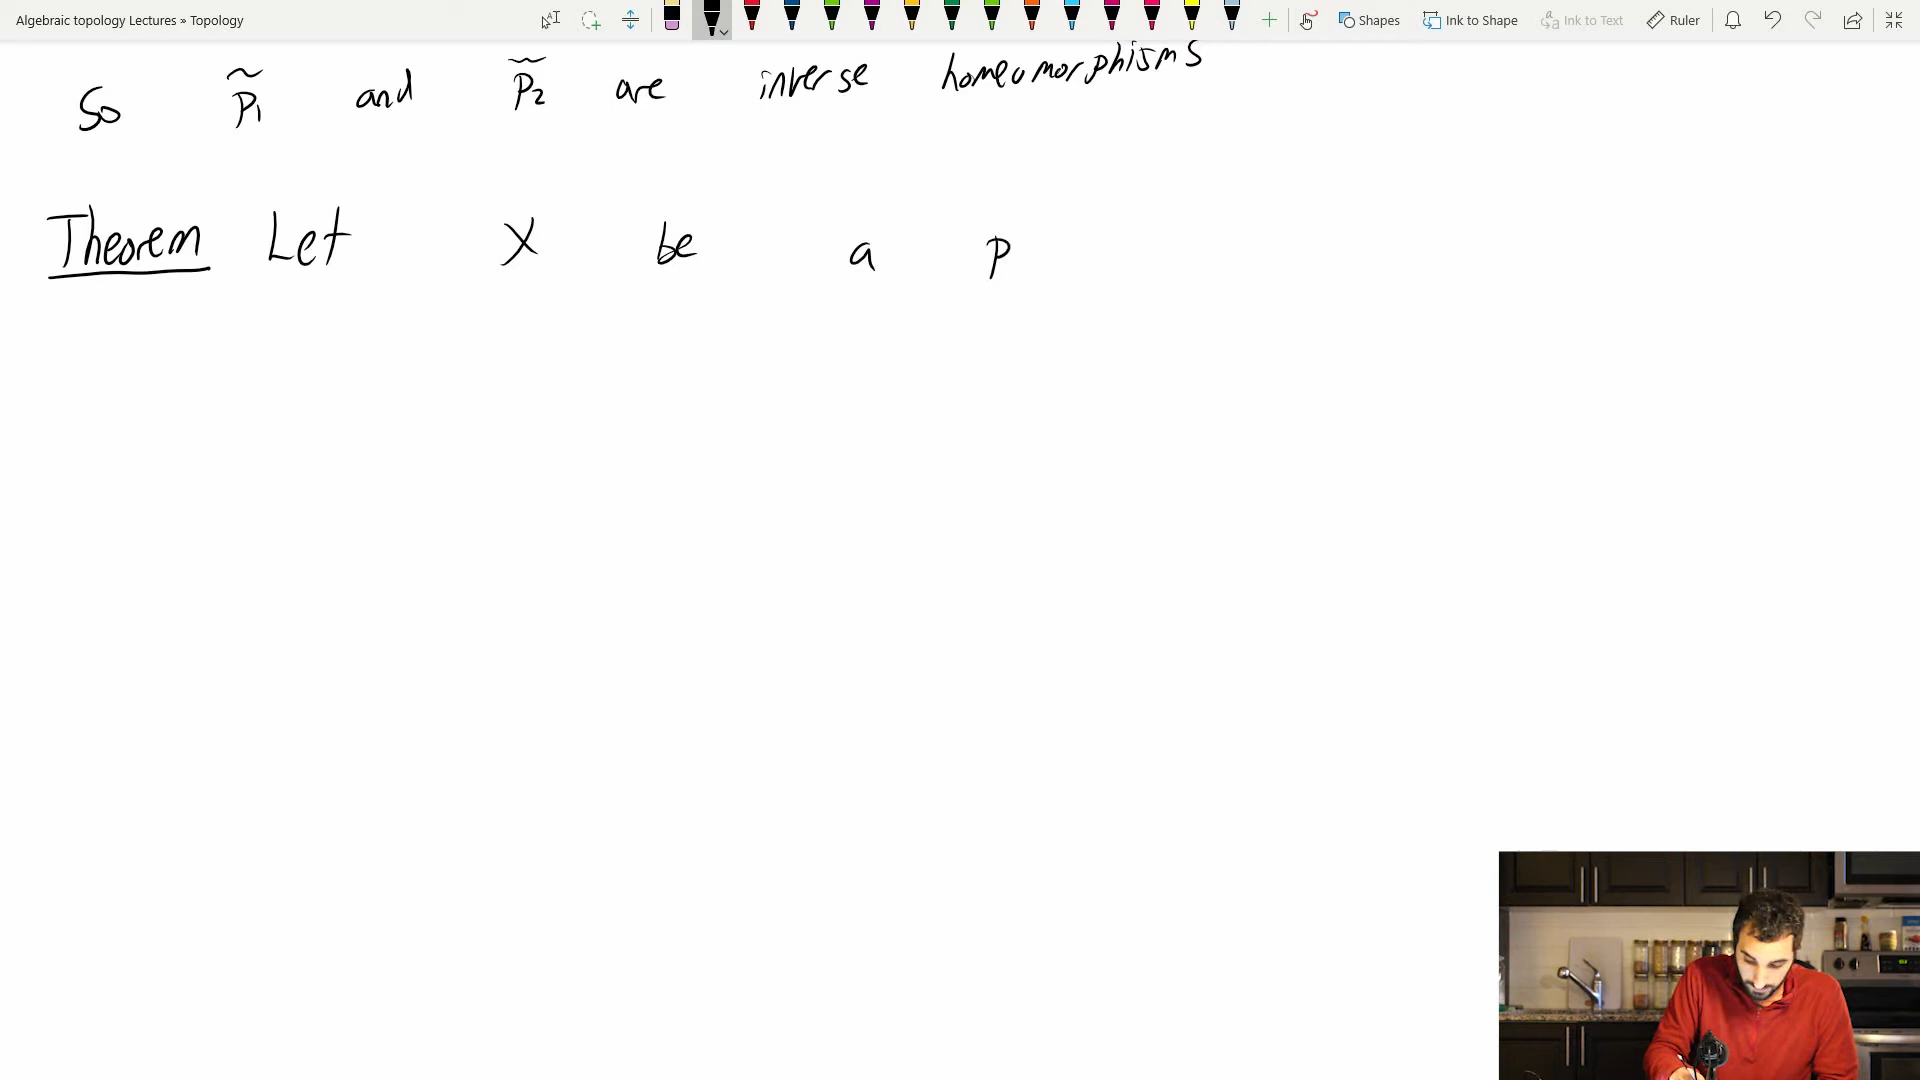 Algebraic topology Lectures » Topology
Shapes
Ink to Shape
Ink to Text
Ruler
So p̃₁ and p̃₂ are inverse homeomorphisms
Theorem Let X be a p